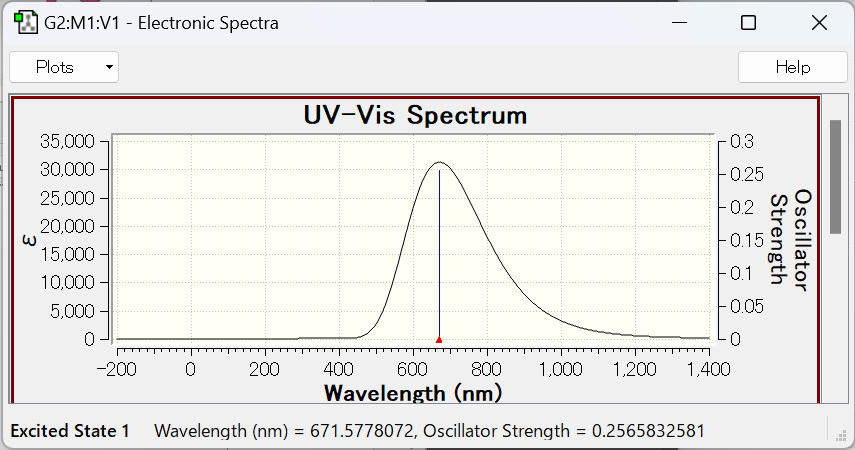 G2:M1:V1 - Electronic Spectra
Plots
Help
UV-Vis Spectrum
35,000
30,000
25,000
20,000
15,000
10,000
5,000
0
ε
0.3
0.25
0.2
0.15
0.1
0.05
0
Oscillator
Strength
-200 0 200 400 600 800 1,000 1,200 1,400
Wavelength (nm)
Excited State 1 Wavelength (nm) = 671.5778072, Oscillator Strength = 0.2565832581